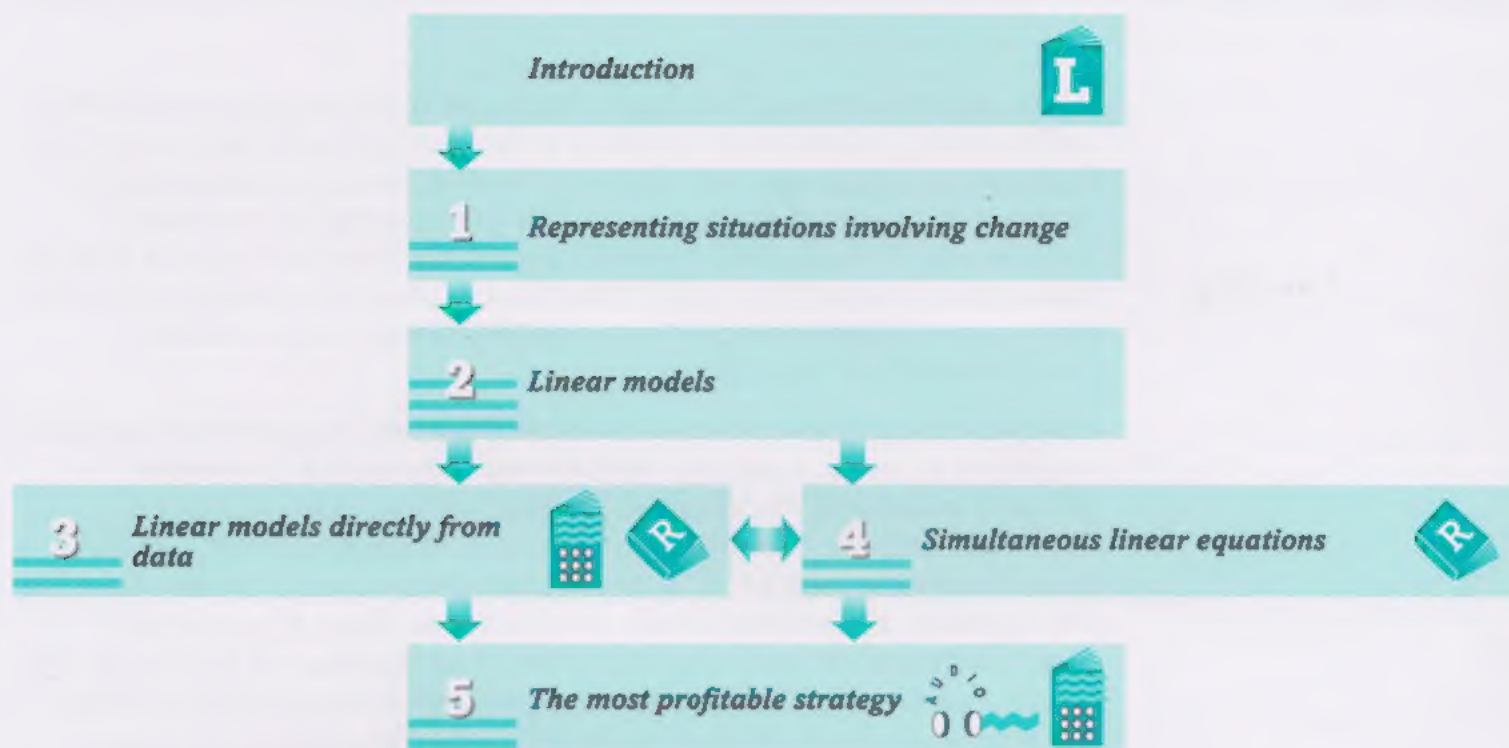 Introduction
L
1 Representing situations involving change
2 Linear models
3 Linear models directly from
data
R
4 Simultaneous linear equations
R
5 The most profitable strategy
AUDIO